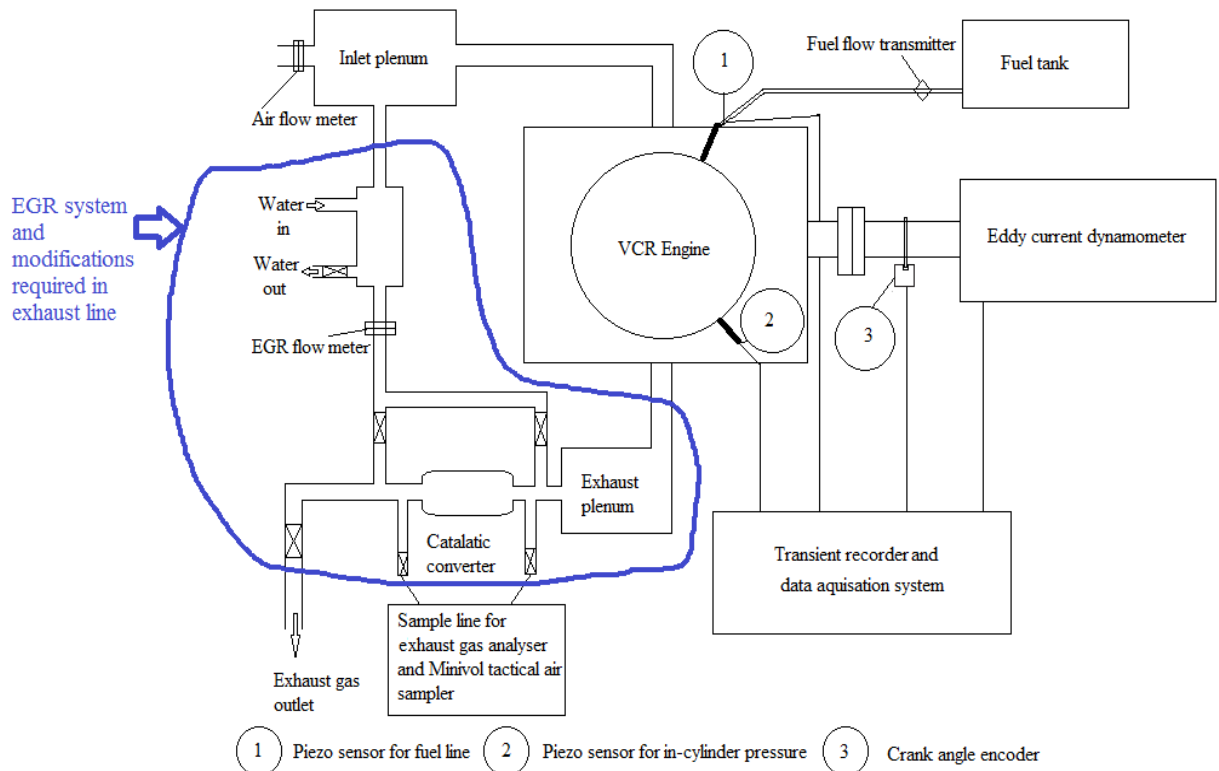 Inlet plenum
Air flow meter
1
Fuel flow transmitter
Fuel tank
EGR system
and
modifications
required in
exhaust line
Water
in
Water
out
EGR flow meter
VCR Engine
2
3
Eddy current dynamometer
Exhaust
plenum
Catalatic
converter
Transient recorder and
data aquisation system
Sample line for
exhaust gas analyser
and Minivol tactical air
sampler
Exhaust gas
outlet
1 Piezo sensor for fuel line 2 Piezo sensor for in-cylinder pressure 3 Crank angle encoder